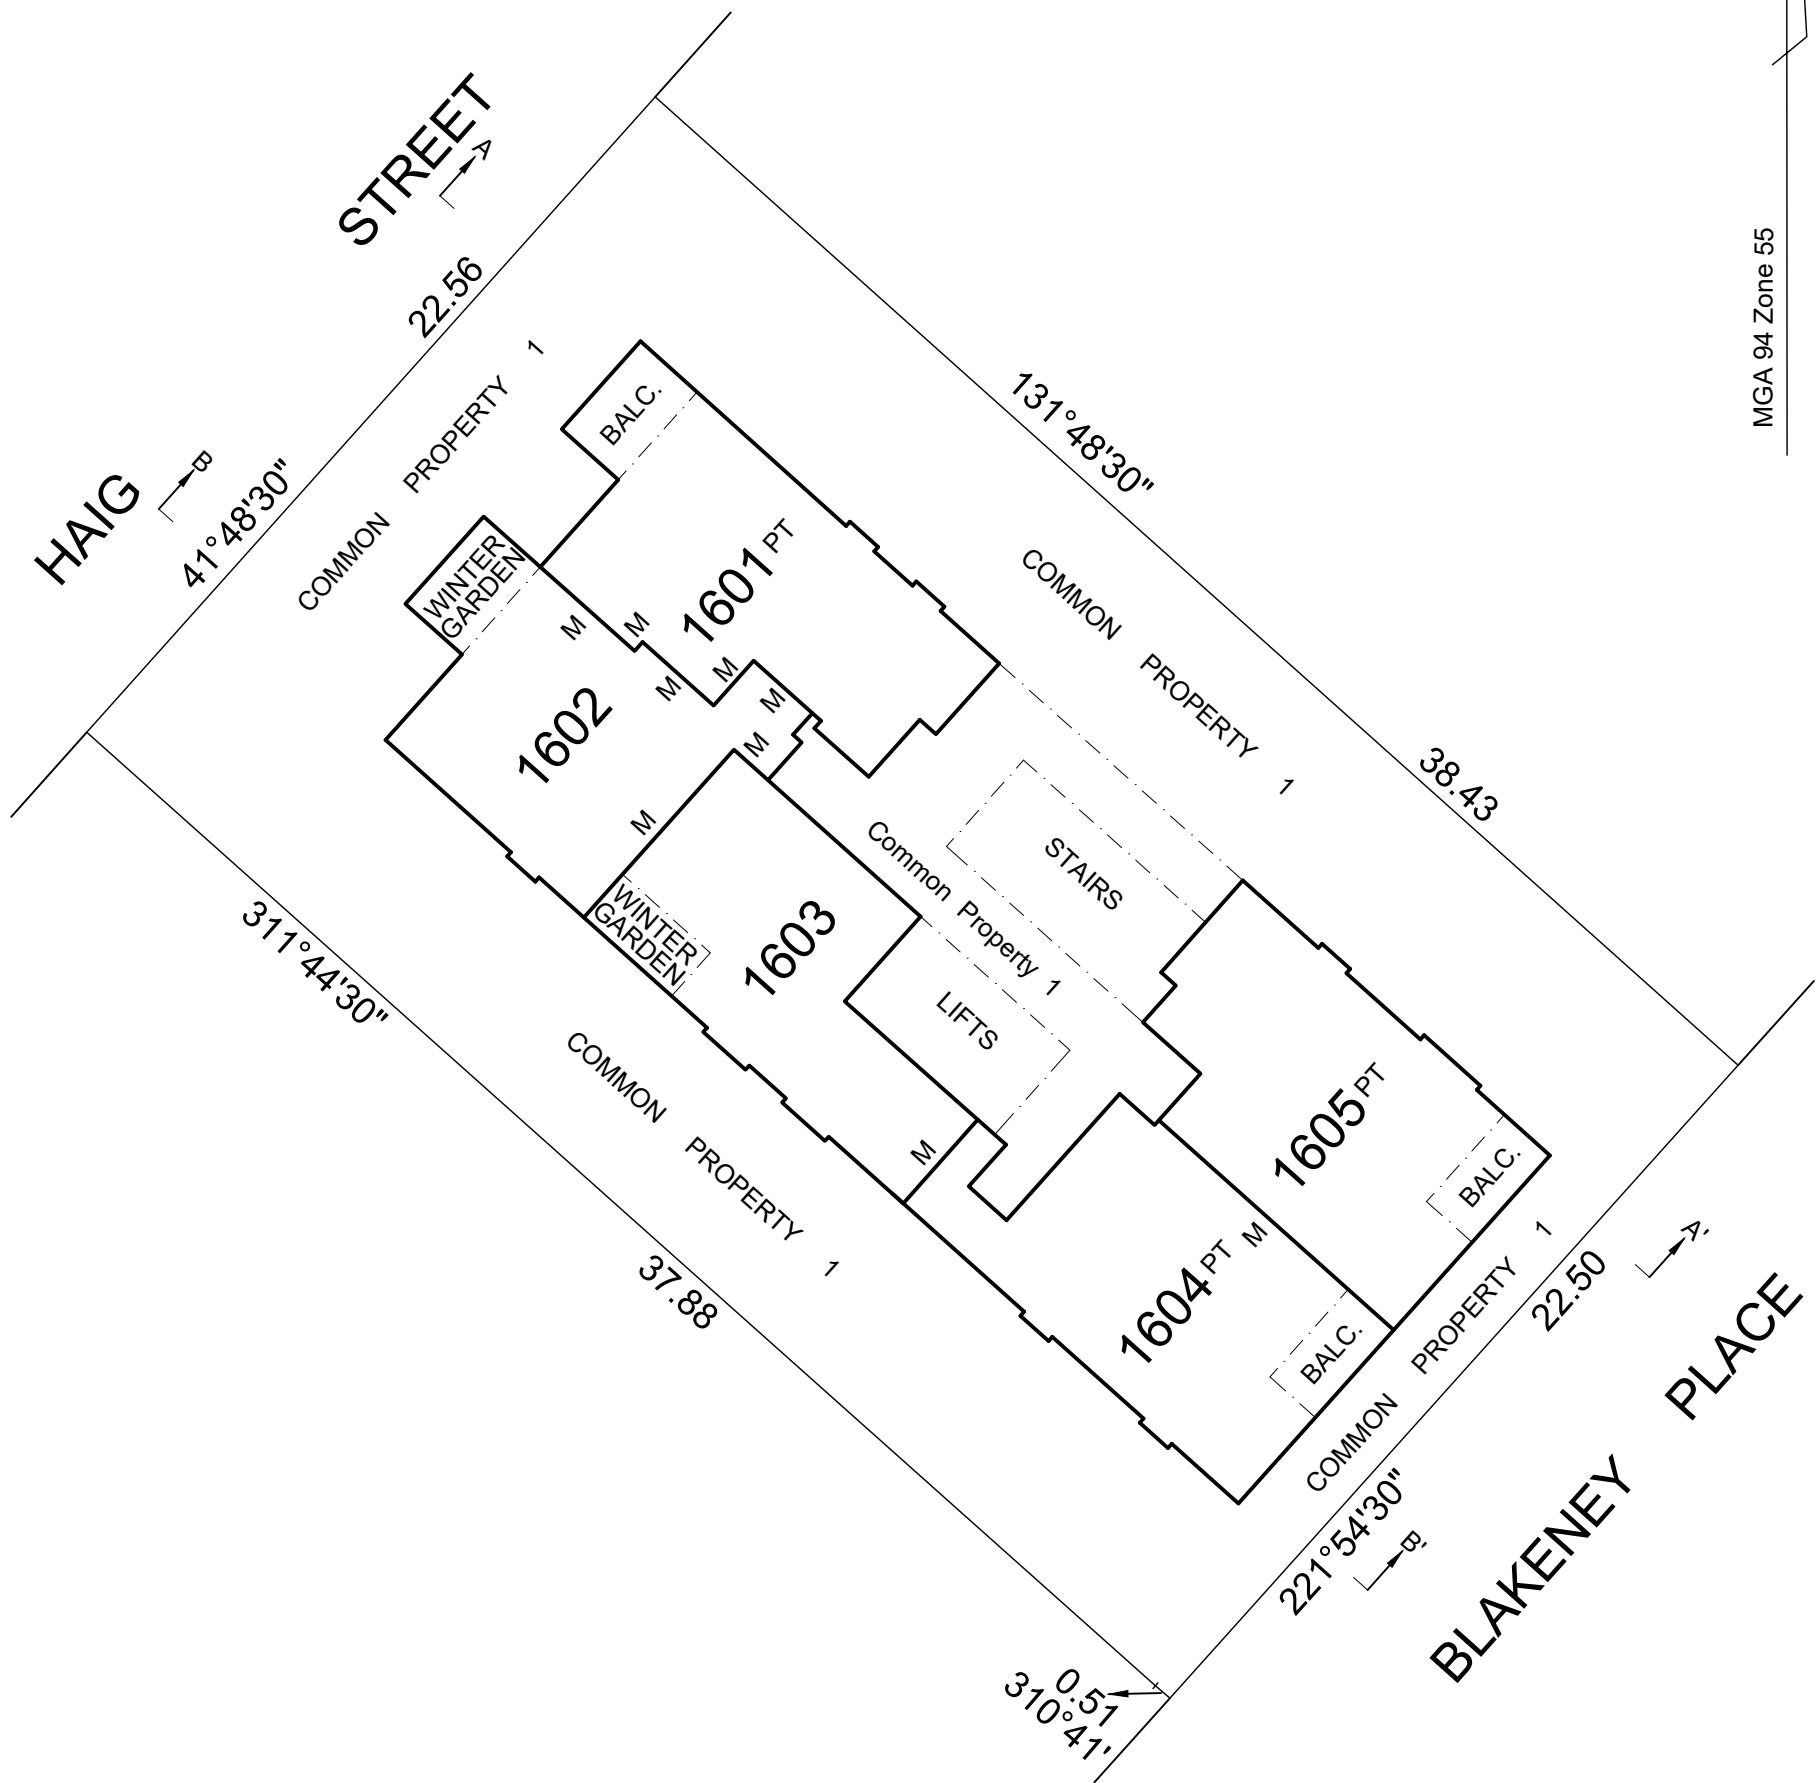 HAIG STREET
A
B
22.56
41°48'30"
MGA 94 Zone 55
COMMON PROPERTY 1
BALC.
131°48'30"
38.43
COMMON PROPERTY 1
1601 PT
WINTER
GARDEN
M
M
M
M
M
M
M
1602
STAIRS
Common Property 1
1603
WINTER
GARDEN
LIFTS
311°44'30"
37.88
COMMON PROPERTY 1
M
1605 PT
BALC.
M
1604 PT
BALC.
COMMON PROPERTY 1
22.50
221°54'30"
A'
B'
BLAKENEY PLACE
0.51
310°41'